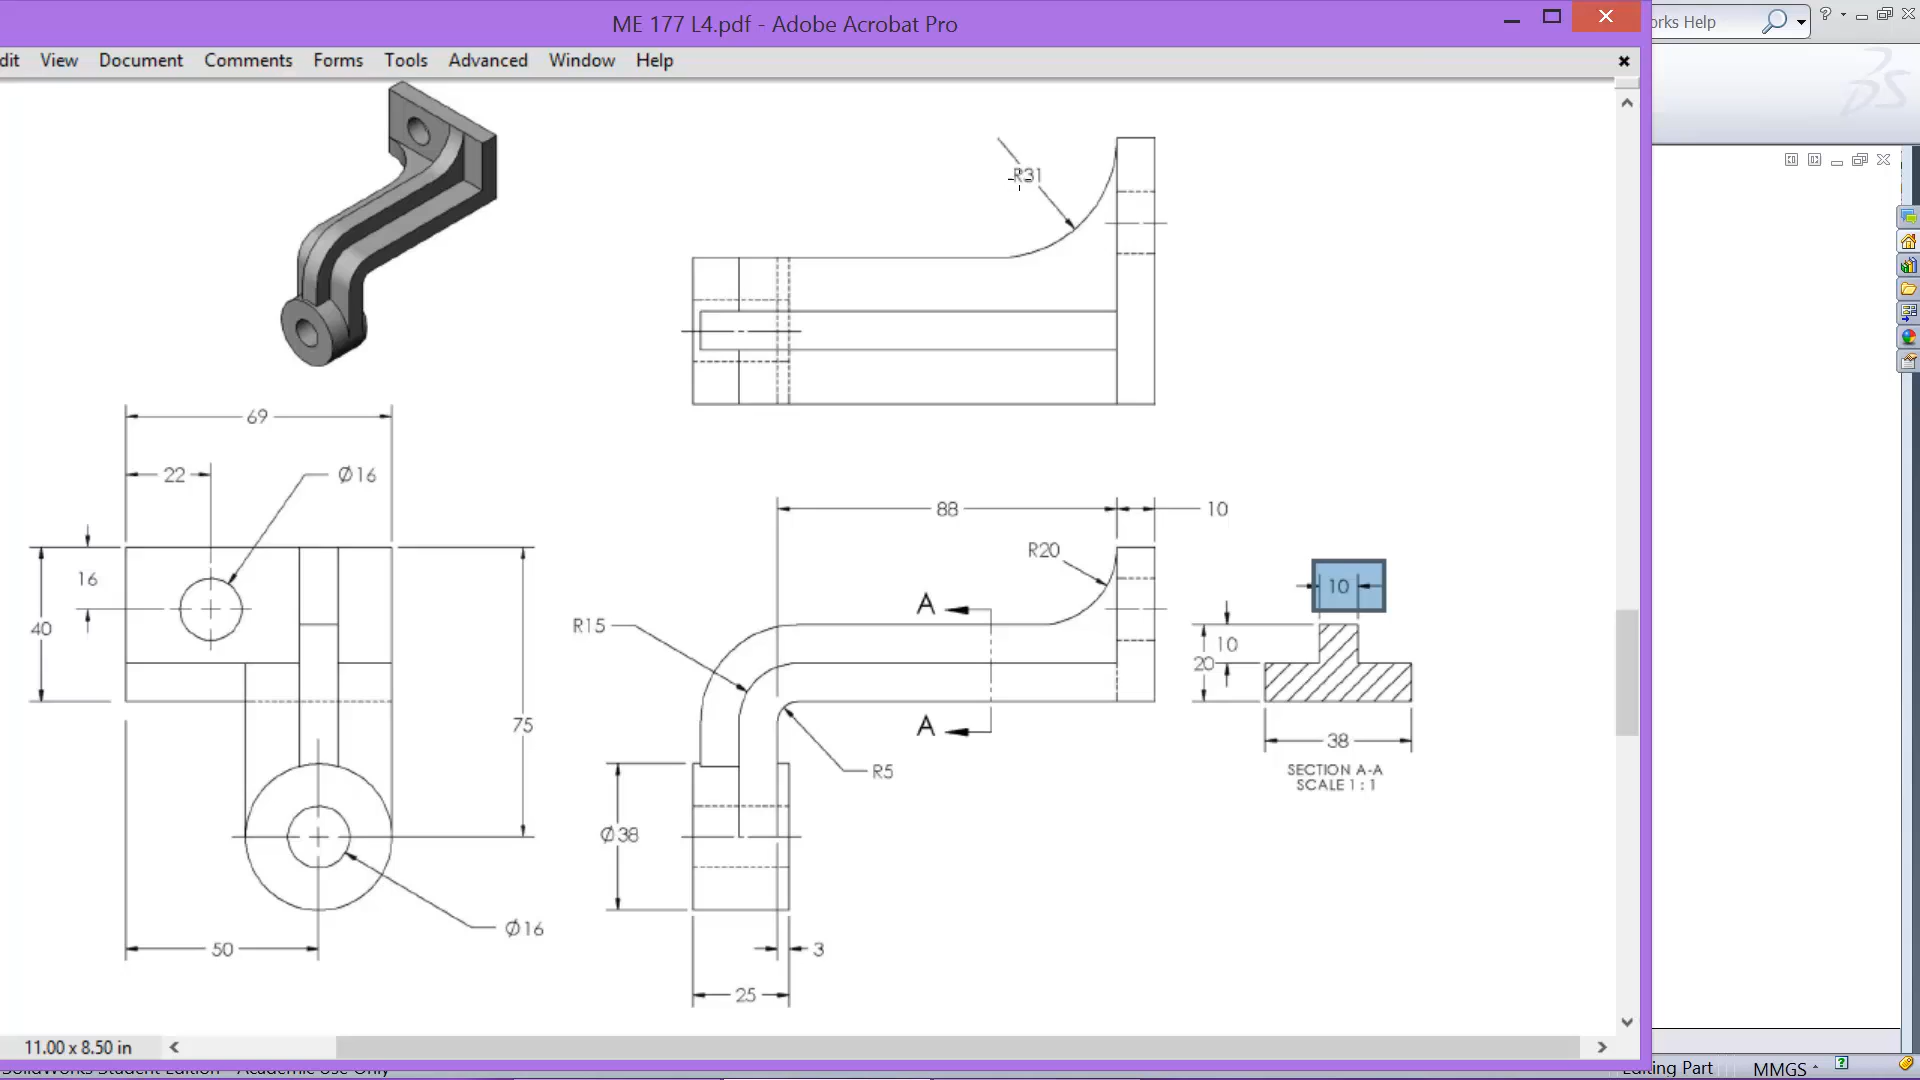 ME 177 L4.pdf - Adobe Acrobat Pro
orks Help
?
dit View Document Comments Forms Tools Advanced Window Help
R31
69
22
Ø16
16
40
75
50
Ø16
88
10
R20
R15
A
A
R5
Ø38
3
25
10
10
20
38
SECTION A-A
SCALE 1 : 1
11.00 x 8.50 in
SolidWorks Student Edition - Academic Use Only
Editing Part
MMGS
?